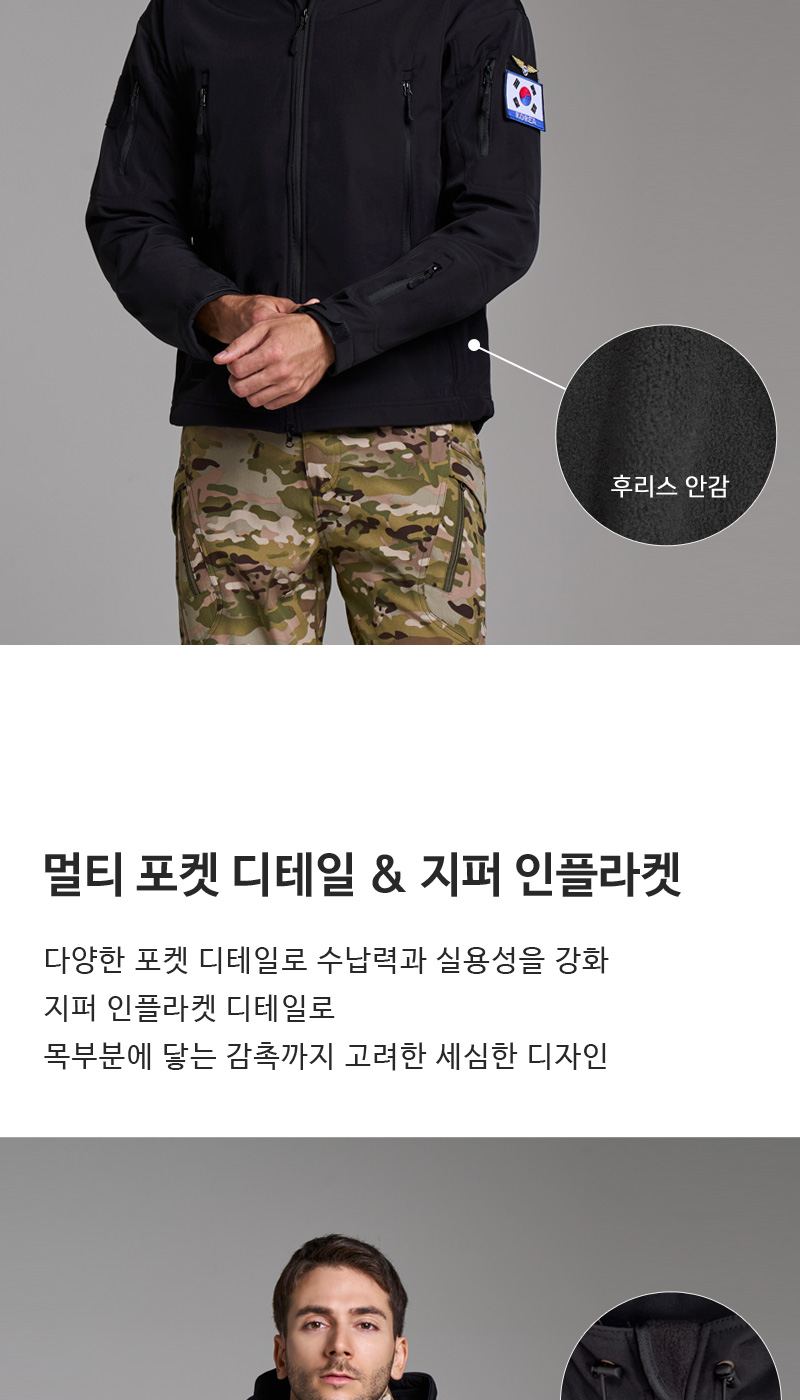 KOREA
후리스 안감
멀티 포켓 디테일 & 지퍼 인플라켓
다양한 포켓 디테일로 수납력과 실용성을 강화
지퍼 인플라켓 디테일로
목부분에 닿는 감촉까지 고려한 세심한 디자인